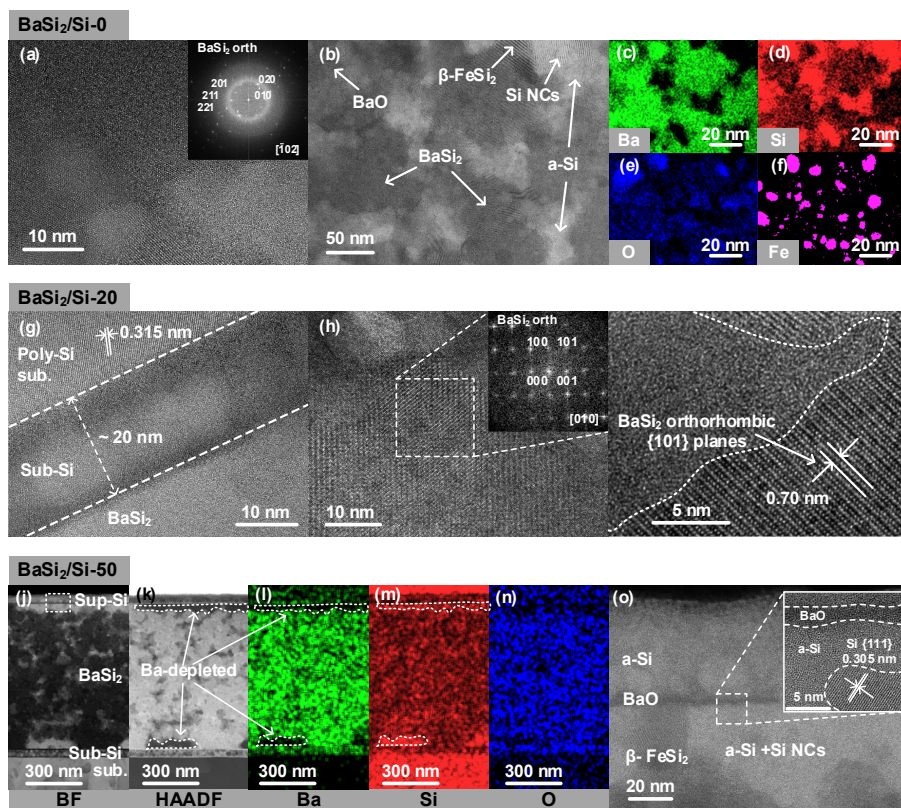 BaSi₂/Si-0
(a)
BaSi₂ orth
201
020
211
010
221
[1̄02]
10 nm
(b)
β-FeSi₂
Si NCs
BaO
BaSi₂
a-Si
50 nm
(c)
Ba
20 nm
(d)
Si
20 nm
(e)
O
20 nm
(f)
Fe
20 nm
BaSi₂/Si-20
(g)
0.315 nm
Poly-Si
sub.
~ 20 nm
Sub-Si
BaSi₂
10 nm
(h)
BaSi₂ orth
100 101
000 001
[010]
10 nm
BaSi₂ orthorhombic
{101} planes
0.70 nm
5 nm
BaSi₂/Si-50
(j)
Sup-Si
BaSi₂
Sub-Si
sub.
300 nm
BF
(k)
Ba-depleted
300 nm
HAADF
(l)
300 nm
Ba
(m)
300 nm
Si
(n)
300 nm
O
(o)
a-Si
BaO
β- FeSi₂
a-Si +Si NCs
20 nm
BaO
a-Si
Si {111}
0.305 nm
5 nm